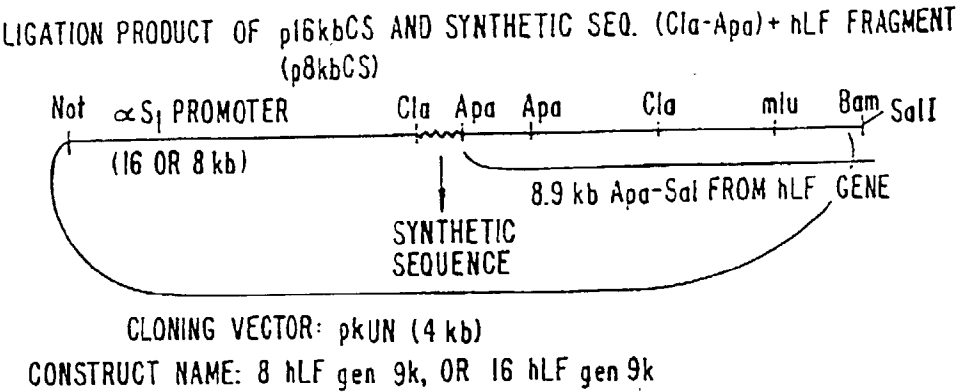 LIGATION PRODUCT OF p16kbCS AND SYNTHETIC SEQ. (Cla-Apa)+ hLF FRAGMENT
(p8kbCS)
Not αS1 PROMOTER Cla Apa Apa Cla mlu Bam SalI
(16 OR 8 kb)
8.9 kb Apa-Sal FROM hLF GENE
SYNTHETIC
SEQUENCE
CLONING VECTOR: pkUN (4 kb)
CONSTRUCT NAME: 8 hLF gen 9k, OR 16 hLF gen 9k